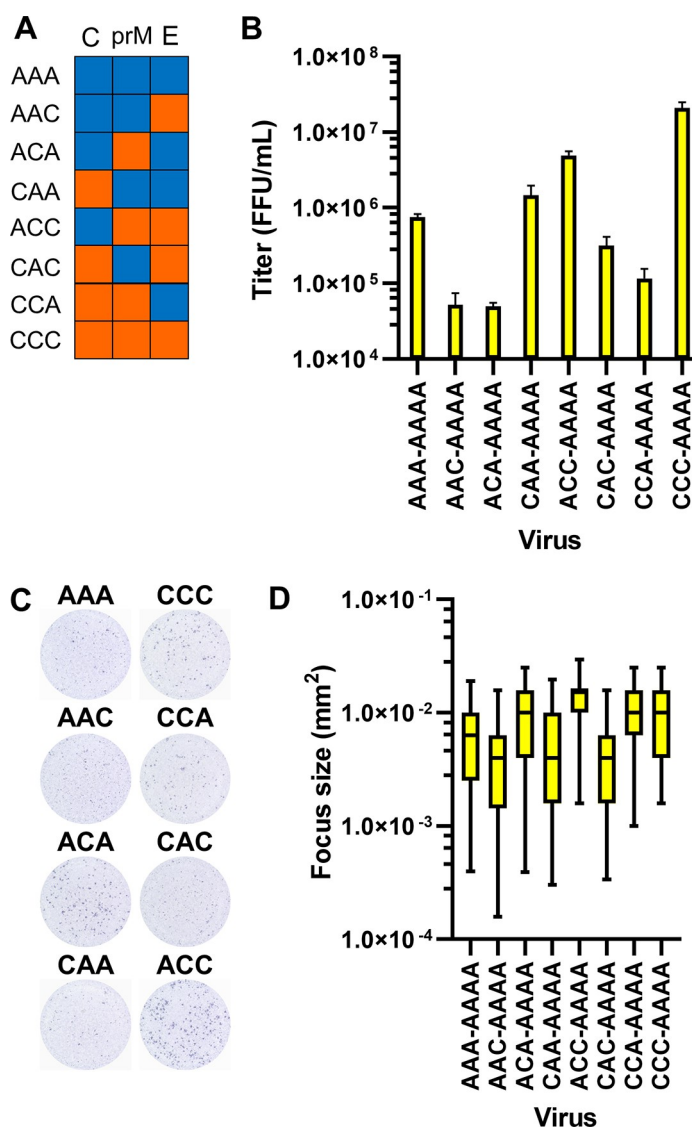 A
C prM E
AAA
AAC
ACA
CAA
ACC
CAC
CCA
CCC
B
Titer (FFU/mL)
1.0×10⁸
1.0×10⁷
1.0×10⁶
1.0×10⁵
1.0×10⁴
AAA-AAAA
AAC-AAAA
ACA-AAAA
CAA-AAAA
ACC-AAAA
CAC-AAAA
CCA-AAAA
CCC-AAAA
Virus
C
AAA CCC
AAC CCA
ACA CAC
CAA ACC
D
Focus size (mm²)
1.0×10⁻¹
1.0×10⁻²
1.0×10⁻³
1.0×10⁻⁴
AAA-AAAA
AAC-AAAA
ACA-AAAA
CAA-AAAA
ACC-AAAA
CAC-AAAA
CCA-AAAA
CCC-AAAA
Virus